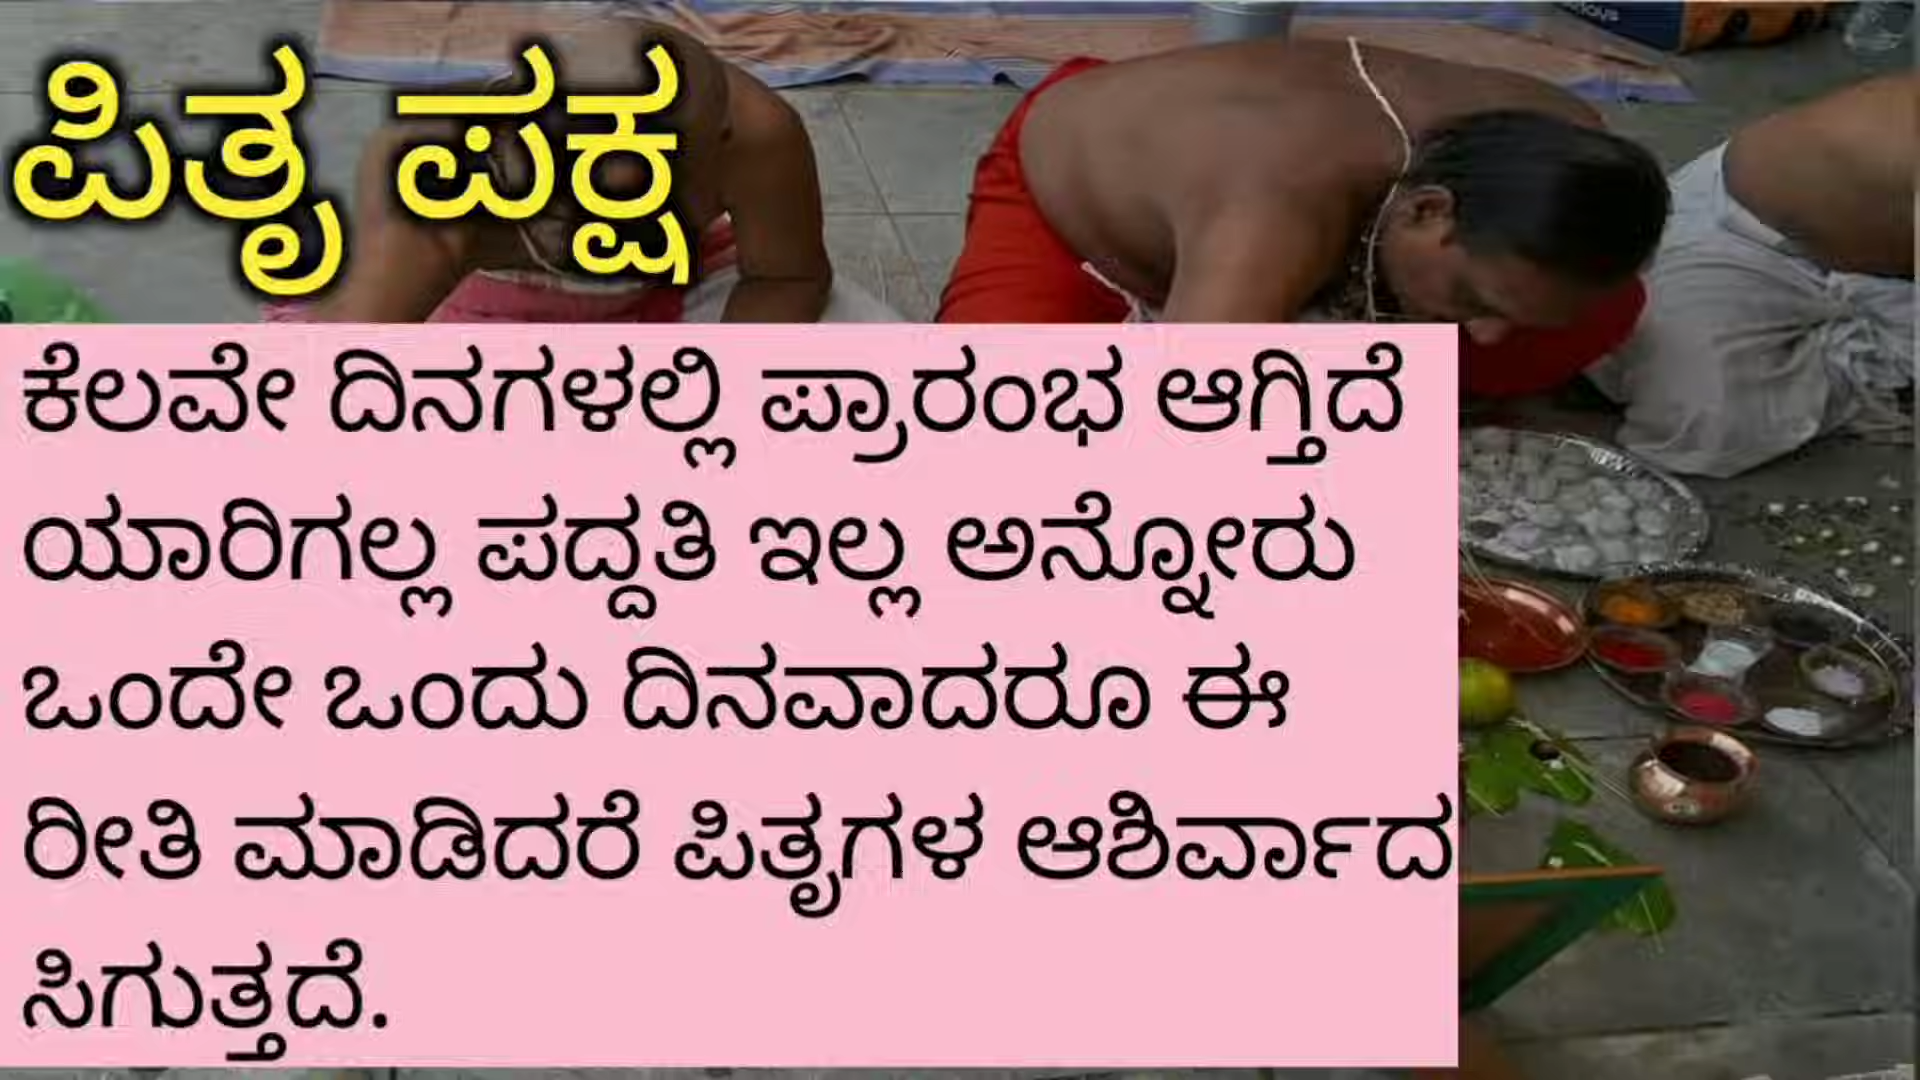 ಪಿತೃ ಪಕ್ಷ
ಕೆಲವೇ ದಿನಗಳಲ್ಲಿ ಪ್ರಾರಂಭ ಆಗ್ತಿದೆ
ಯಾರಿಗಲ್ಲ ಪದ್ದತಿ ಇಲ್ಲ ಅನ್ನೋರು
ಒಂದೇ ಒಂದು ದಿನವಾದರೂ ಈ
ರೀತಿ ಮಾಡಿದರೆ ಪಿತೃಗಳ ಆಶಿರ್ವಾದ
ಸಿಗುತ್ತದೆ.